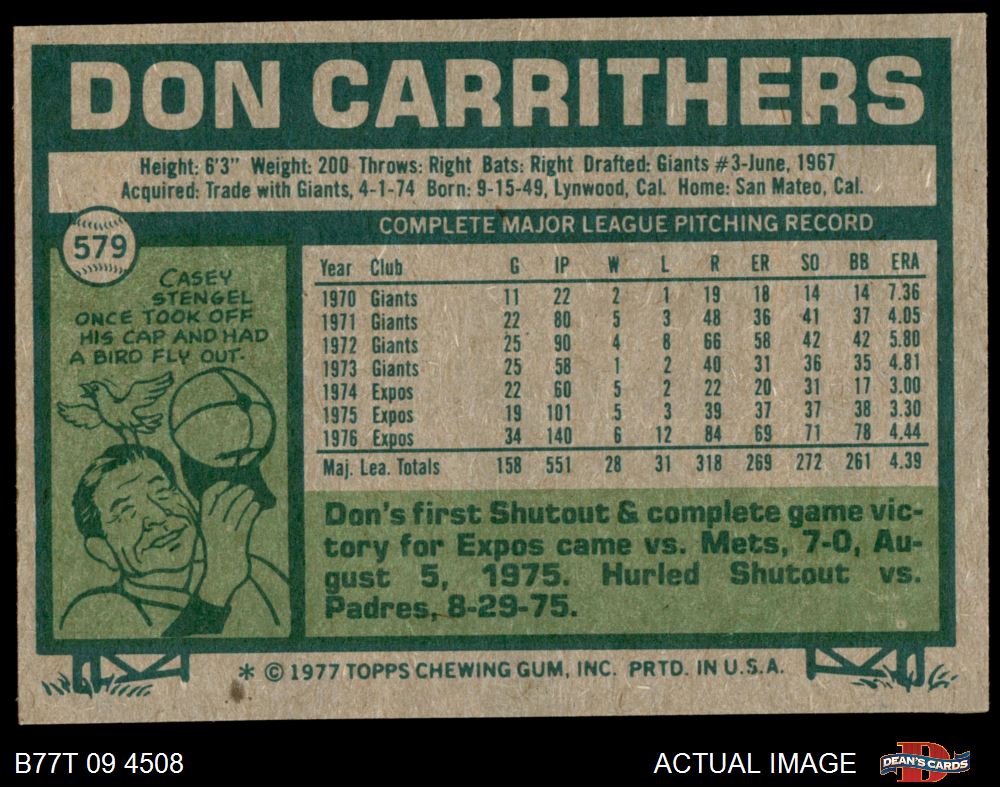 DON CARRITHERS
Height: 6'3" Weight: 200 Throws: Right Bats: Right Drafted: Giants #3-June, 1967
Acquired: Trade with Giants, 4-1-74 Born: 9-15-49, Lynwood, Cal. Home: San Mateo, Cal.
579
COMPLETE MAJOR LEAGUE PITCHING RECORD
CASEY
STENGEL
ONCE TOOK OFF
HIS CAP AND HAD
A BIRD FLY OUT.
Year Club G IP W L R ER SO BB ERA
1970 Giants 11 22 2 1 19 18 14 14 7.36
1971 Giants 22 80 5 3 48 36 41 37 4.05
1972 Giants 25 90 4 8 66 58 42 42 5.80
1973 Giants 25 58 1 2 40 31 36 35 4.81
1974 Expos 22 60 5 2 22 20 31 17 3.00
1975 Expos 19 101 5 3 39 37 37 38 3.30
1976 Expos 34 140 6 12 84 69 71 78 4.44
Maj. Lea. Totals 158 551 28 31 318 269 272 261 4.39
Don's first Shutout & complete game vic-
tory for Expos came vs. Mets, 7-0, Au-
gust 5, 1975. Hurled Shutout vs.
Padres, 8-29-75.
* © 1977 TOPPS CHEWING GUM, INC. PRTD. IN U.S.A.
B77T 09 4508
ACTUAL IMAGE
D
DEAN'S CARDS